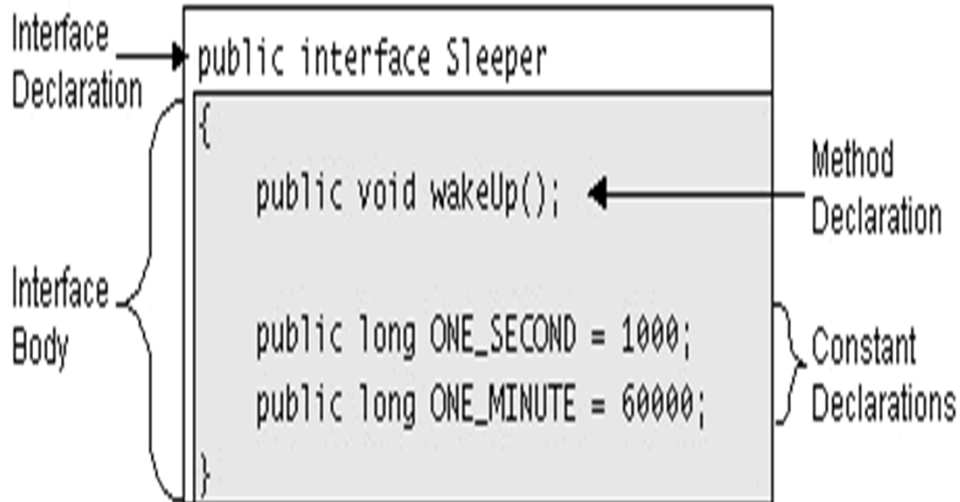 Interface
Declaration
public interface Sleeper
{
public void wakeUp();
Method
Declaration
Interface
Body
public long ONE_SECOND = 1000;
public long ONE_MINUTE = 60000;
Constant
Declarations
}